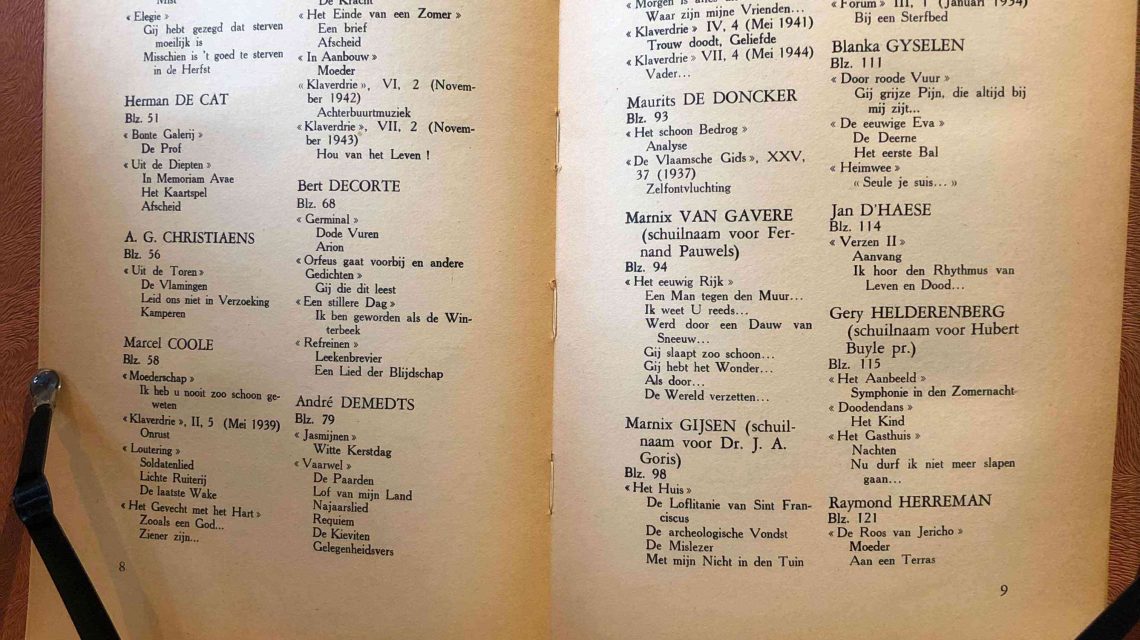 Mist
« Elegie »
Gij hebt gezegd dat sterven
moeilijk is
Misschien is 't goed te sterven
in de Herfst
Herman DE CAT
Blz. 51
« Bonte Galerij »
De Prof
« Uit de Diepten »
In Memoriam Avae
Het Kaartspel
Afscheid
A. G. CHRISTIAENS
Blz. 56
« Uit de Toren »
De Vlamingen
Leid ons niet in Verzoeking
Kamperen
Marcel COOLE
Blz. 58
« Moederschap »
Ik heb u nooit zoo schoon ge-
weten
« Klaverdrie », II, 5 (Mei 1939)
Onrust
« Loutering »
Soldatenlied
Lichte Ruiterij
De laatste Wake
« Het Gevecht met het Hart »
Zooals een God...
Ziener zijn...
8
De Kracht
« Het Einde van een Zomer »
Een brief
Afscheid
« In Aanbouw »
Moeder
« Klaverdrie », VI, 2 (Novem-
ber 1942)
Achterbuurtmuziek
« Klaverdrie », VII, 2 (Novem-
ber 1943)
Hou van het Leven !
Bert DECORTE
Blz. 68
« Germinal »
Dode Vuren
Arion
« Orfeus gaat voorbij en andere
Gedichten »
Gij die dit leest
« Een stillere Dag »
Ik ben geworden als de Win-
terbeek
« Refreinen »
Leekenbrevier
Een Lied der Blijdschap
André DEMEDTS
Blz. 79
« Jasmijnen »
Witte Kerstdag
« Vaarwel »
De Paarden
Lof van mijn Land
Najaarslied
Requiem
De Kieviten
Gelegenheidsvers
« Morgen is alles
Waar zijn mijne Vrienden...
« Klaverdrie » IV, 4 (Mei 1941)
Trouw doodt, Geliefde
« Klaverdrie » VII, 4 (Mei 1944)
Vader...
Maurits DE DONCKER
Blz. 93
« Het schoon Bedrog »
Analyse
« De Vlaamsche Gids », XXV,
37 (1937)
Zelfontvluchting
Marnix VAN GAVERE
(schuilnaam voor Fer-
nand Pauwels)
Blz. 94
« Het eeuwig Rijk »
Een Man tegen den Muur...
Ik weet U reeds...
Werd door een Dauw van
Sneeuw...
Gij slaapt zoo schoon...
Gij hebt het Wonder...
Als door...
De Wereld verzetten...
Marnix GIJSEN (schuil-
naam voor Dr. J. A.
Goris)
Blz. 98
« Het Huis »
De Loflitanie van Sint Fran-
ciscus
De archeologische Vondst
De Mislezer
Met mijn Nicht in den Tuin
« Forum » III, 1 (Januari 1934)
Bij een Sterfbed
Blanka GYSELEN
Blz. 111
« Door roode Vuur »
Gij grijze Pijn, die altijd bij
mij zijt...
« De eeuwige Eva »
De Deerne
Het eerste Bal
« Heimwee »
« Seule je suis... »
Jan D'HAESE
Blz. 114
« Verzen II »
Aanvang
Ik hoor den Rhythmus van
Leven en Dood...
Gery HELDERENBERG
(schuilnaam voor Hubert
Buyle pr.)
Blz. 115
« Het Aanbeeld »
Symphonie in den Zomernacht
« Doodendans »
Het Kind
« Het Gasthuis »
Nachten
Nu durf ik niet meer slapen
gaan...
Raymond HERREMAN
Blz. 121
« De Roos van Jericho »
Moeder
Aan een Terras
9